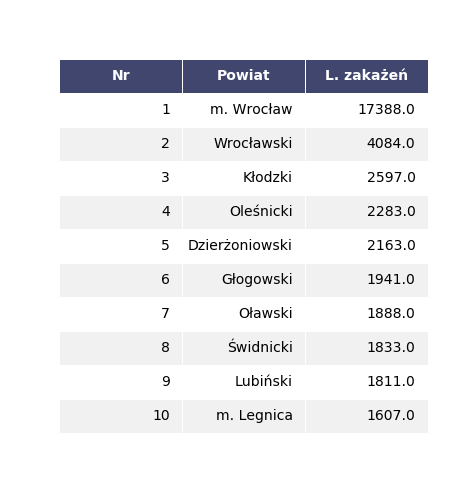 Nr Powiat L. zakażeń
1 m. Wrocław 17388.0
2 Wrocławski 4084.0
3 Kłodzki 2597.0
4 Oleśnicki 2283.0
5 Dzierżoniowski 2163.0
6 Głogowski 1941.0
7 Oławski 1888.0
8 Świdnicki 1833.0
9 Lubiński 1811.0
10 m. Legnica 1607.0